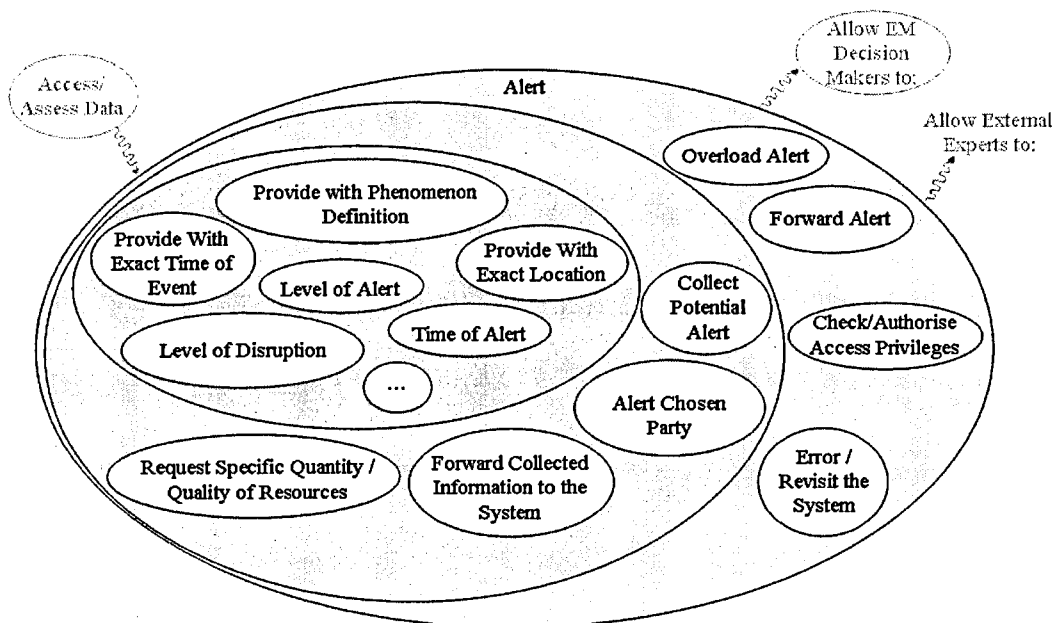 Allow EM
Decision
Makers to:
Access/
Assess Data
Alert
Allow External
Experts to:
Overload Alert
Provide with Phenomenon
Definition
Forward Alert
Provide With
Exact Time of
Event
Provide With
Exact Location
Level of Alert
Collect
Potential
Alert
Time of Alert
Check/Authorise
Access Privileges
Level of Disruption
...
Alert Chosen
Party
Request Specific Quantity /
Quality of Resources
Forward Collected
Information to the
System
Error /
Revisit the
System